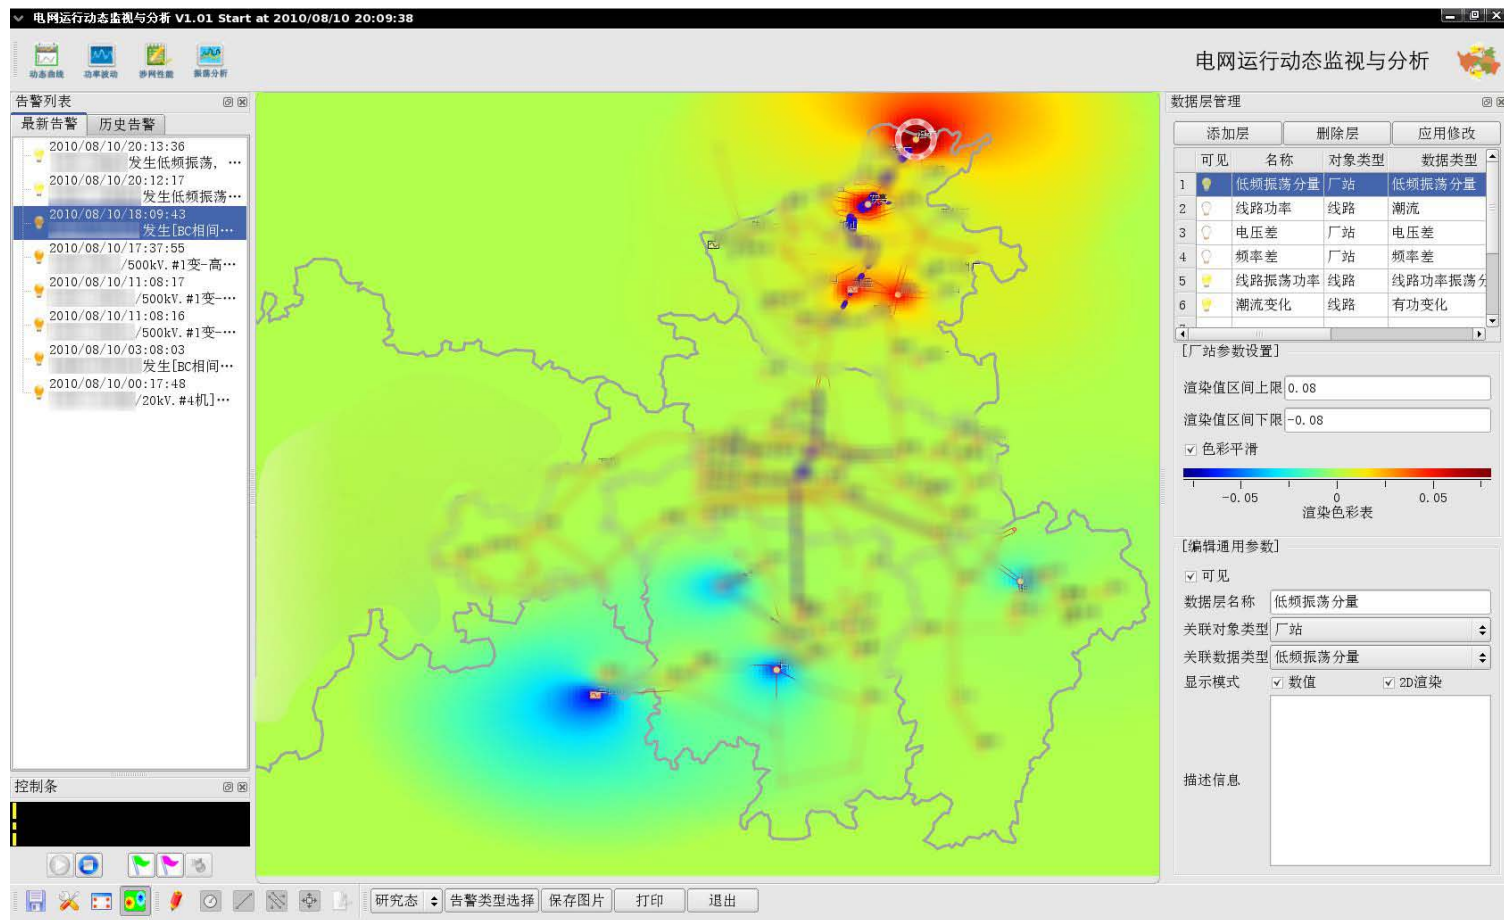 电网运行动态监视与分析 V1.01 Start at 2010/08/10 20:09:38
动态曲线 功率波动 涉网性能 振荡分析
电网运行动态监视与分析
告警列表
最新告警 历史告警
2010/08/10/20:13:36
发生低频振荡, …
2010/08/10/20:12:17
发生低频振荡…
2010/08/10/18:09:43
发生[BC相间…
2010/08/10/17:37:55
/500kV.#1变-高…
2010/08/10/11:08:17
/500kV.#1变-…
2010/08/10/11:08:16
/500kV.#1变-…
2010/08/10/03:08:03
发生[BC相间…
2010/08/10/00:17:48
/20kV.#4机]…
控制条
数据层管理
添加层 删除层 应用修改
可见 名称 对象类型 数据类型
1 低频振荡分量 厂站 低频振荡分量
2 线路功率 线路 潮流
3 电压差 厂站 电压差
4 频率差 厂站 频率差
5 线路振荡功率 线路 线路功率振荡分
6 潮流变化 线路 有功变化
[厂站参数设置]
渲染值区间上限 0.08
渲染值区间下限 -0.08
色彩平滑
-0.05 0 0.05
渲染色彩表
[编辑通用参数]
可见
数据层名称 低频振荡分量
关联对象类型 厂站
关联数据类型 低频振荡分量
显示模式 数值 2D渲染
描述信息
研究态 告警类型选择 保存图片 打印 退出